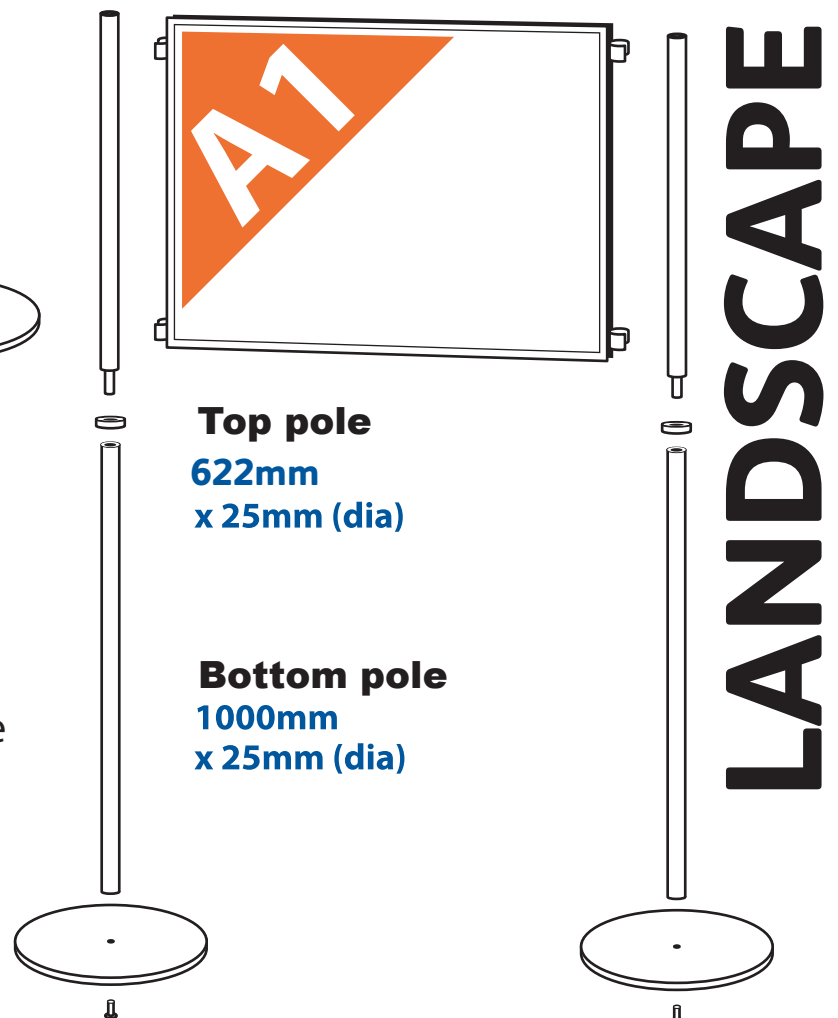 A1
LANDSCAPE
Top pole
622mm
x 25mm (dia)
Bottom pole
1000mm
x 25mm (dia)
e